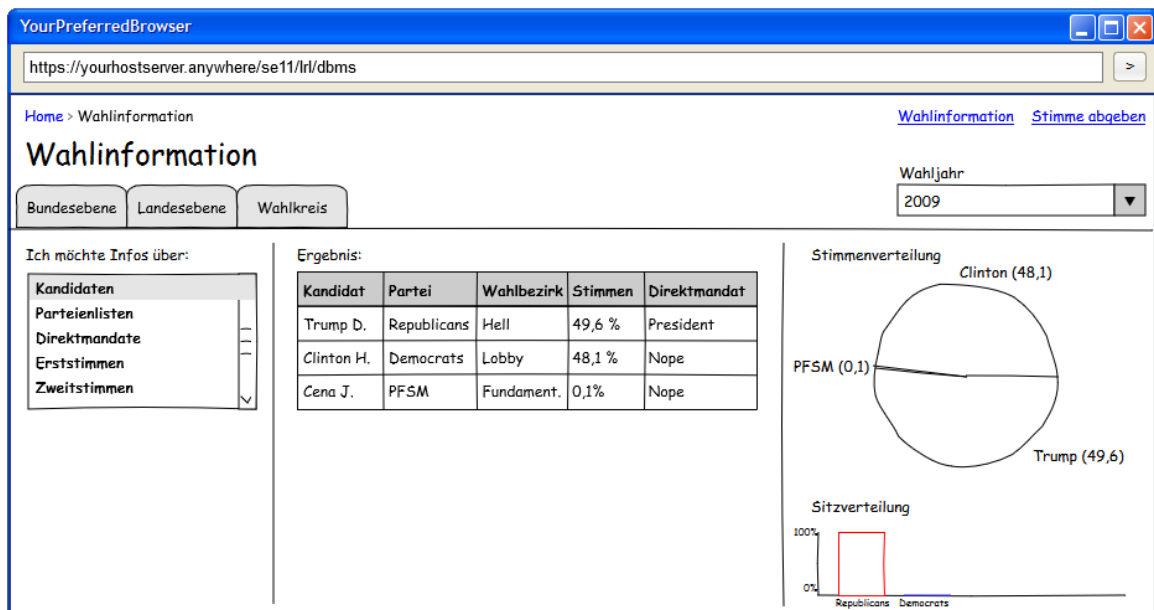 YourPreferredBrowser
https://yourhostserver.anywhere/se11/lrl/dbms
>
Home > Wahlinformation
Wahlinformation Stimme abgeben
Wahlinformation
Wahljahr
2009
Bundesebene Landesebene Wahlkreis
Ich möchte Infos über:
Kandidaten
Parteienlisten
Direktmandate
Erststimmen
Zweitstimmen
Ergebnis:
Kandidat Partei Wahlbezirk Stimmen Direktmandat
Trump D. Republicans Hell 49,6 % President
Clinton H. Democrats Lobby 48,1 % Nope
Cena J. PFSM Fundament. 0,1% Nope
Stimmenverteilung
Clinton (48,1)
PFSM (0,1)
Trump (49,6)
Sitzverteilung
100%
0%
Republicans Democrats